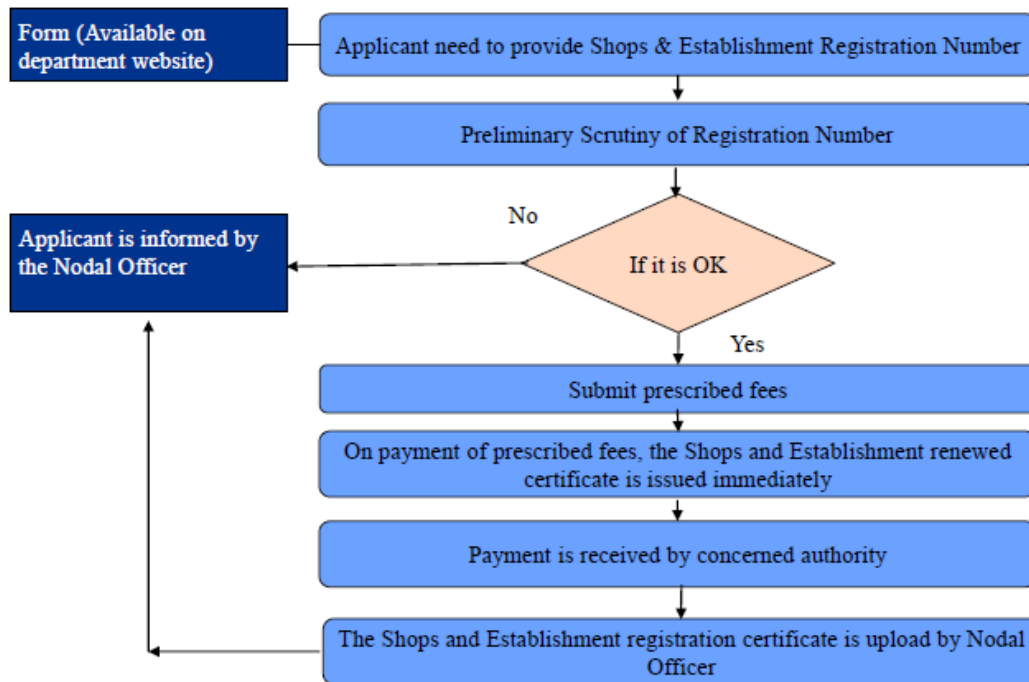 Form (Available on
department website)
Applicant need to provide Shops & Establishment Registration Number
Preliminary Scrutiny of Registration Number
No
Applicant is informed by
the Nodal Officer
If it is OK
Yes
Submit prescribed fees
On payment of prescribed fees, the Shops and Establishment renewed
certificate is issued immediately
Payment is received by concerned authority
The Shops and Establishment registration certificate is upload by Nodal
Officer